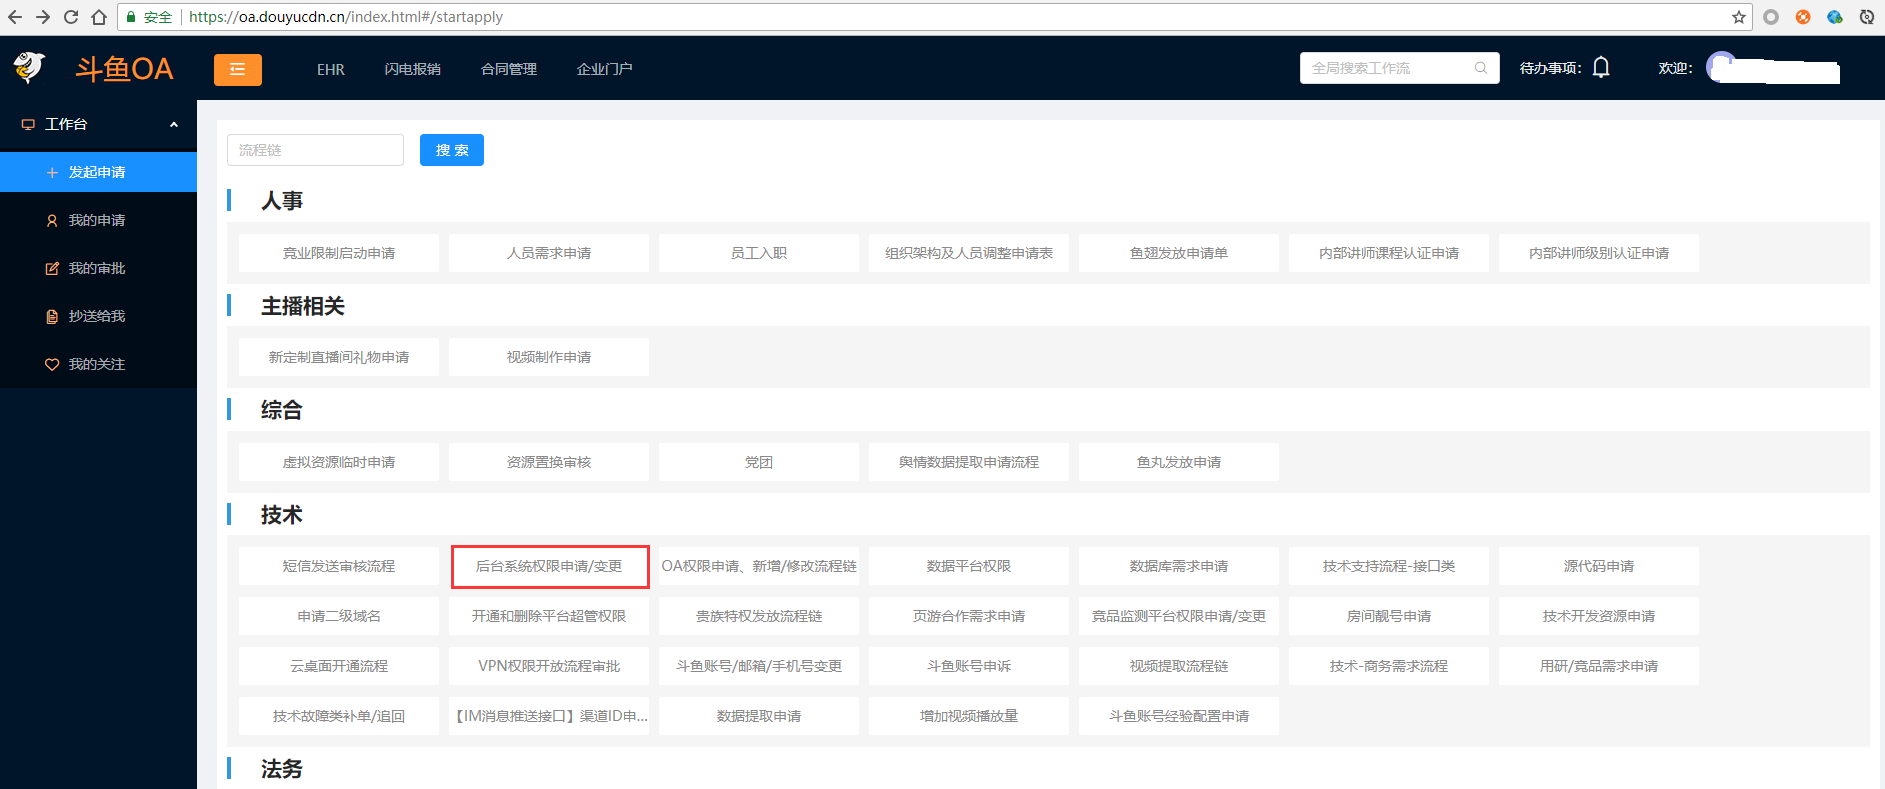 安全 | https://oa.douyucdn.cn/index.html#/startapply
斗鱼OA
EHR 闪电报销 合同管理 企业门户
全局搜索工作流
待办事项:
欢迎:
工作台
发起申请
我的申请
我的审批
抄送给我
我的关注
流程链
搜 索
人事
竞业限制启动申请 人员需求申请 员工入职 组织架构及人员调整申请表 鱼翅发放申请单 内部讲师课程认证申请 内部讲师级别认证申请
主播相关
新定制直播间礼物申请 视频制作申请
综合
虚拟资源临时申请 资源置换审核 党团 舆情数据提取申请流程 鱼丸发放申请
技术
短信发送审核流程 后台系统权限申请/变更 OA权限申请、新增/修改流程链 数据平台权限 数据库需求申请 技术支持流程-接口类 源代码申请
申请二级域名 开通和删除平台超管权限 贵族特权发放流程链 页游合作需求申请 竞品监测平台权限申请/变更 房间靓号申请 技术开发资源申请
云桌面开通流程 VPN权限开放流程审批 斗鱼账号/邮箱/手机号变更 斗鱼账号申诉 视频提取流程链 技术-商务需求流程 用研/竞品需求申请
技术故障类补单/追回 【IM消息推送接口】渠道ID申... 数据提取申请 增加视频播放量 斗鱼账号经验配置申请
法务